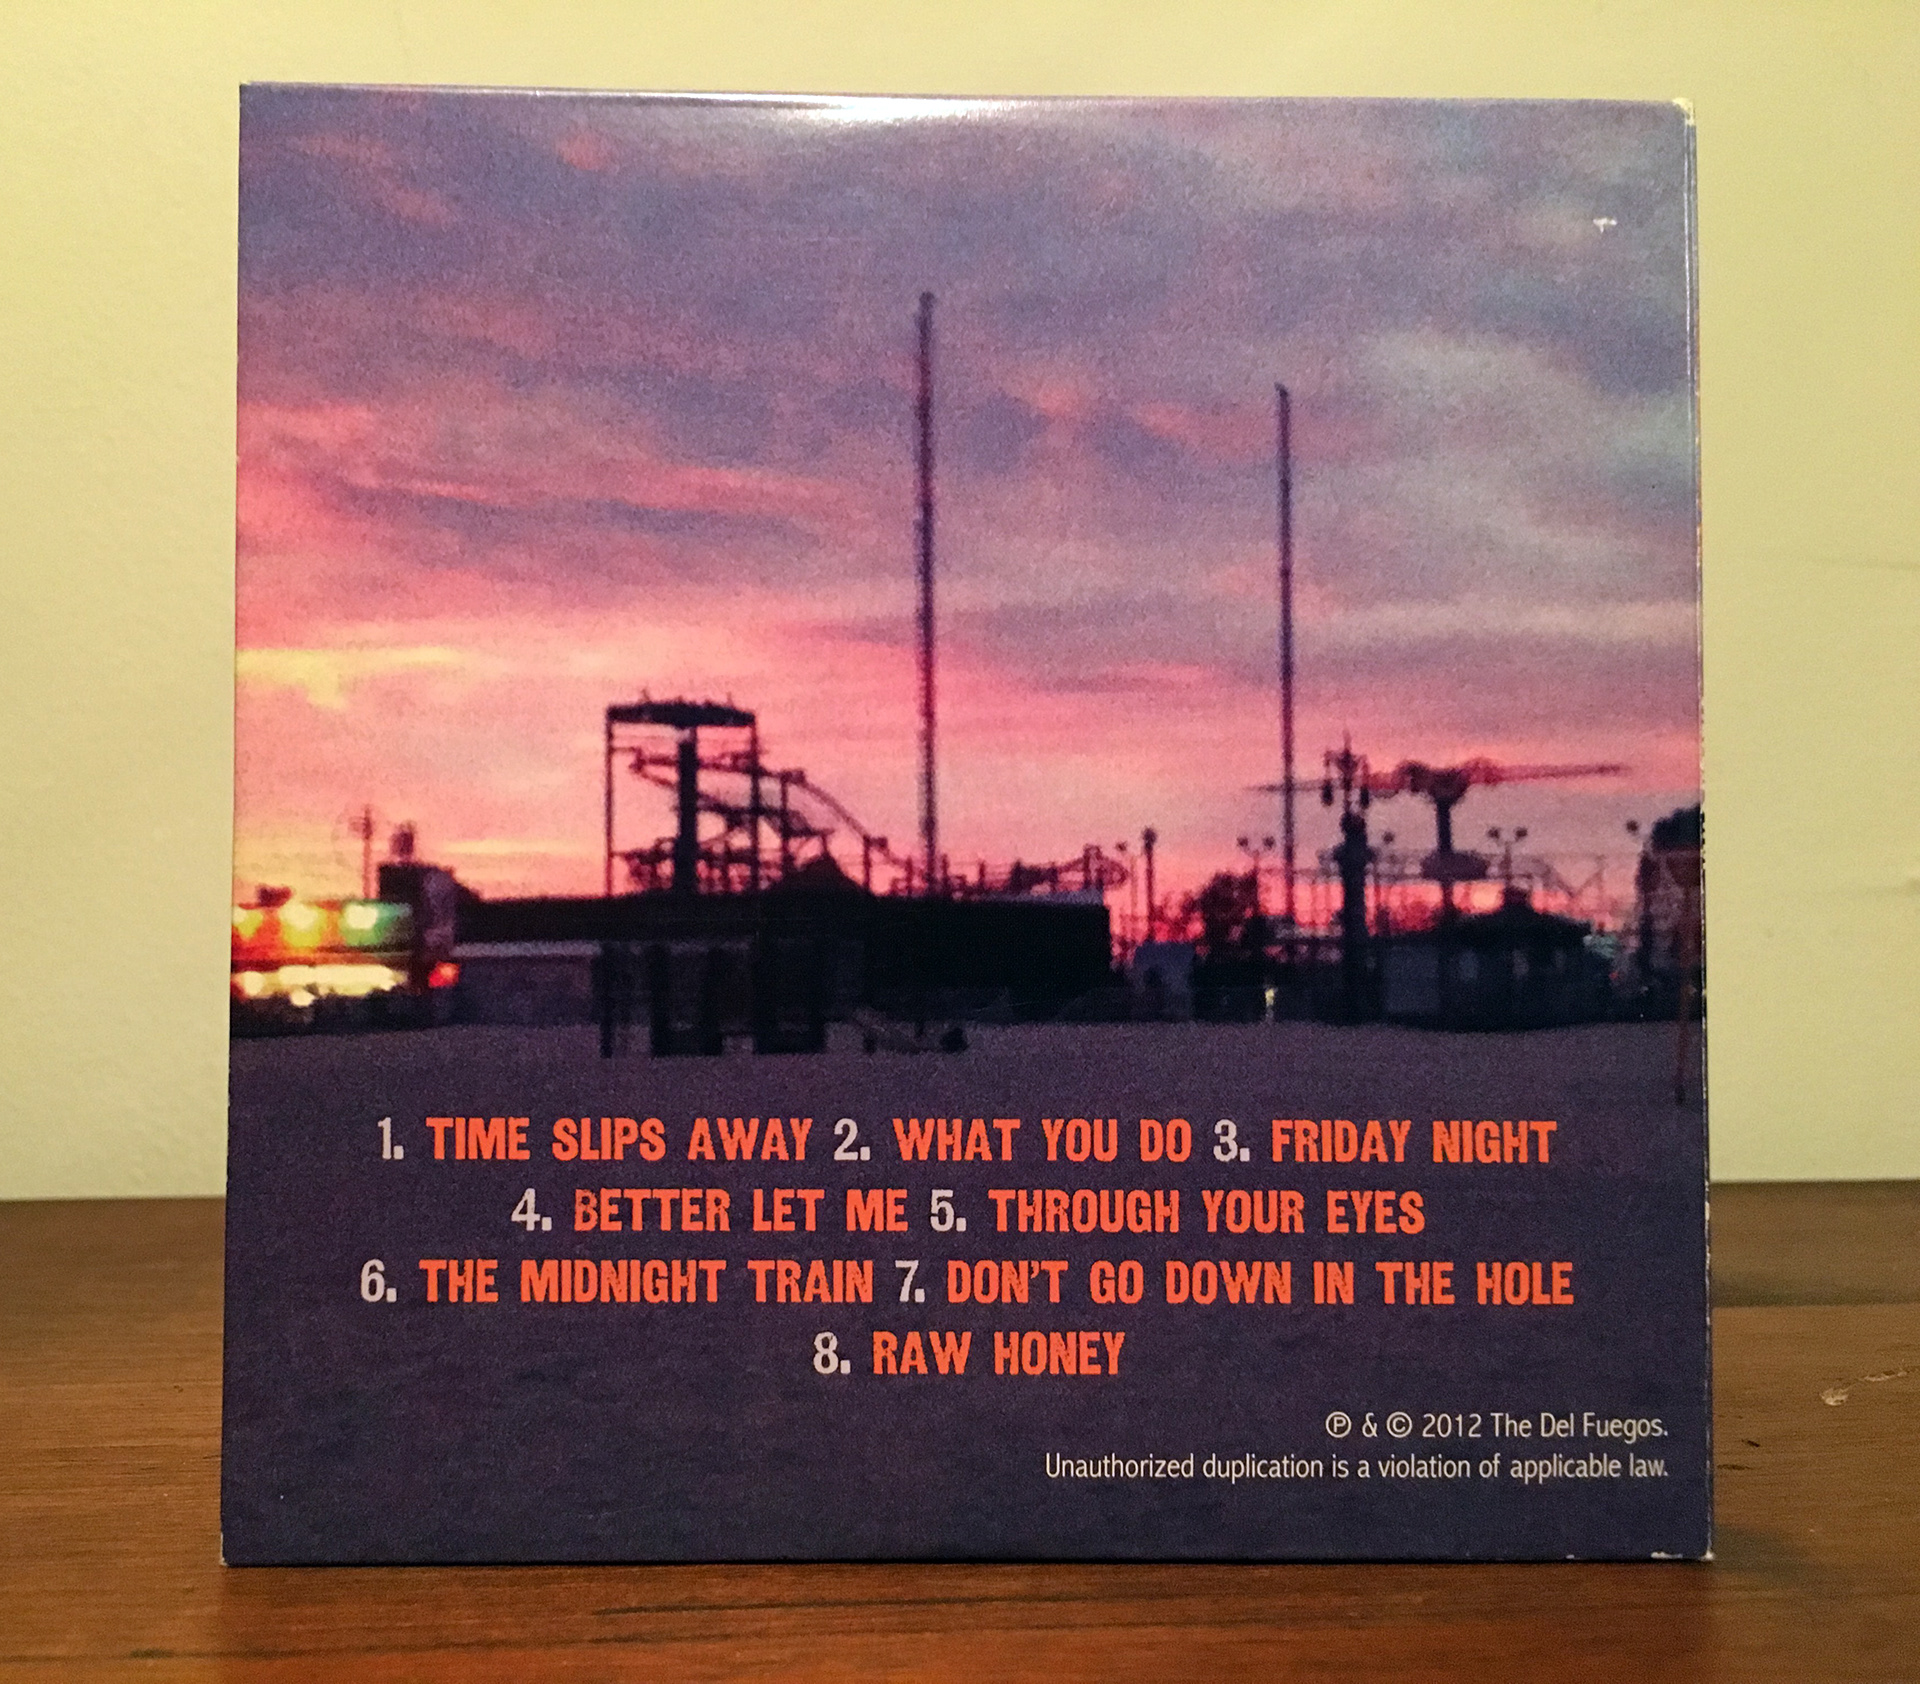 1. TIME SLIPS AWAY 2. WHAT YOU DO 3. FRIDAY NIGHT
4. BETTER LET ME 5. THROUGH YOUR EYES
6. THE MIDNIGHT TRAIN 7. DON'T GO DOWN IN THE HOLE
8. RAW HONEY
℗ & © 2012 The Del Fuegos.
Unauthorized duplication is a violation of applicable law.